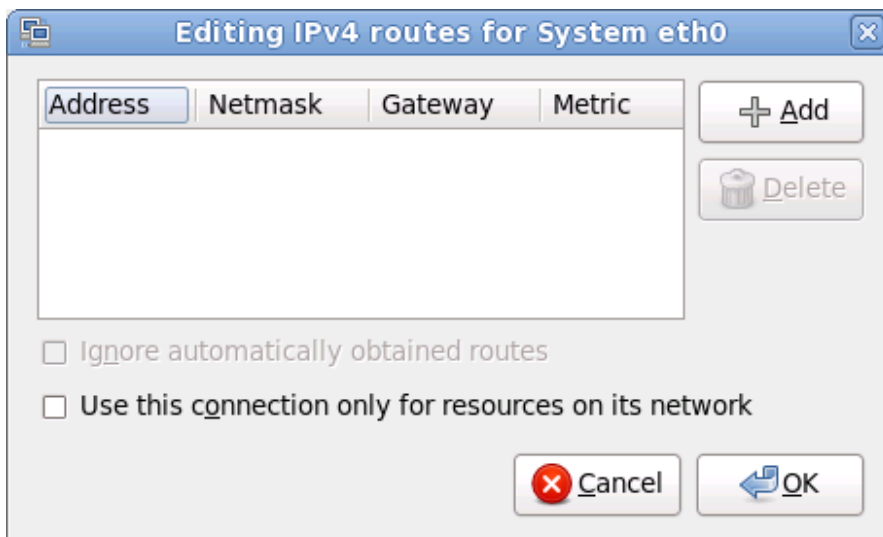 Editing IPv4 routes for System eth0
Address Netmask Gateway Metric
Add
Delete
Ignore automatically obtained routes
Use this connection only for resources on its network
Cancel OK